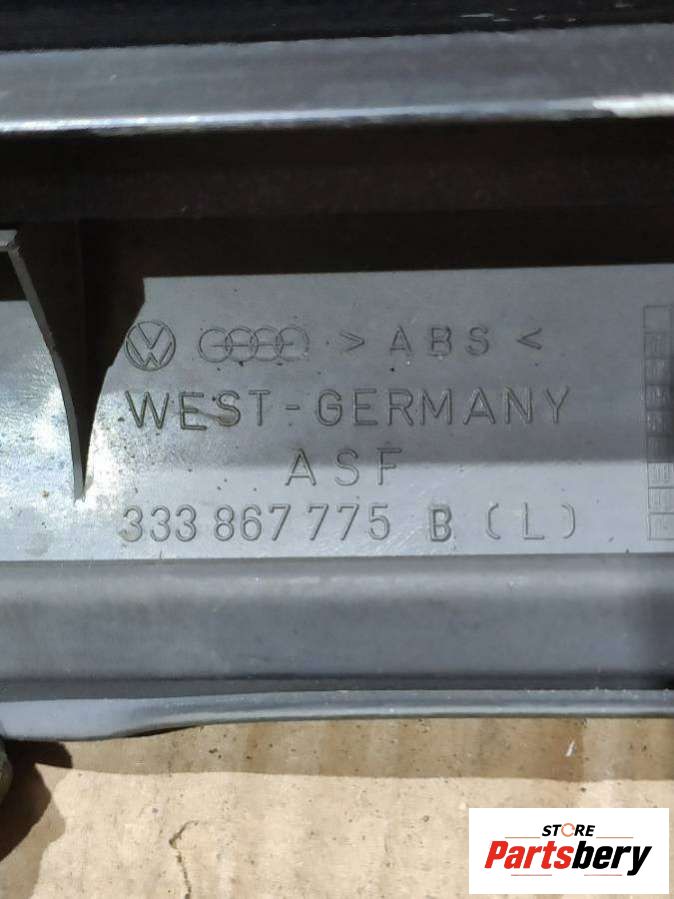 > ABS <
WEST-GERMANY
ASF
333 867 775 B (L)
STORE
Partsbery